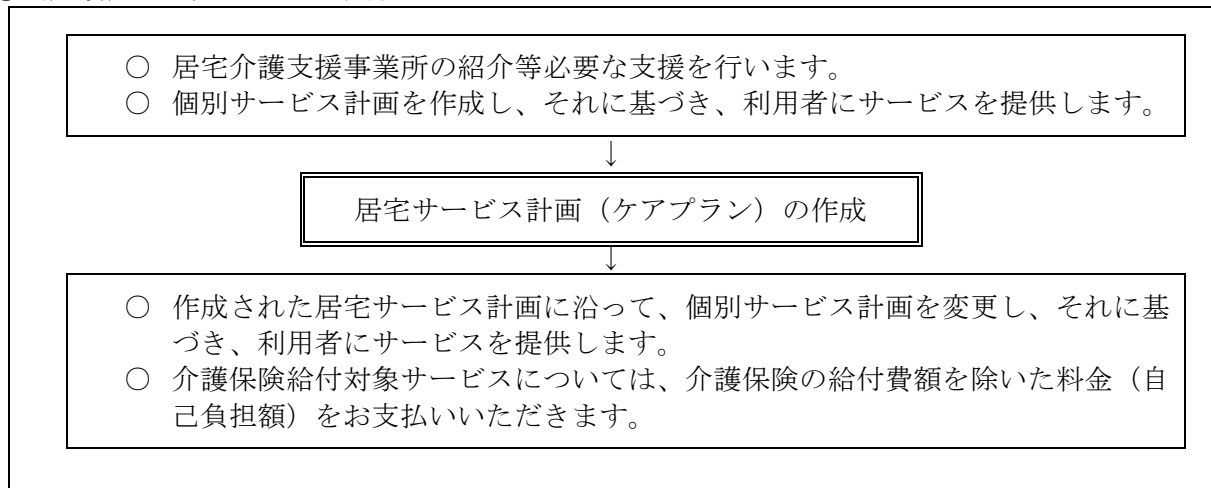 ○ 居宅介護支援事業所の紹介等必要な支援を行います。
○ 個別サービス計画を作成し、それに基づき、利用者にサービスを提供します。
↓
居宅サービス計画(ケアプラン)の作成
↓
○ 作成された居宅サービス計画に沿って、個別サービス計画を変更し、それに基
づき、利用者にサービスを提供します。
○ 介護保険給付対象サービスについては、介護保険の給付費額を除いた料金(自
己負担額)をお支払いいただきます。